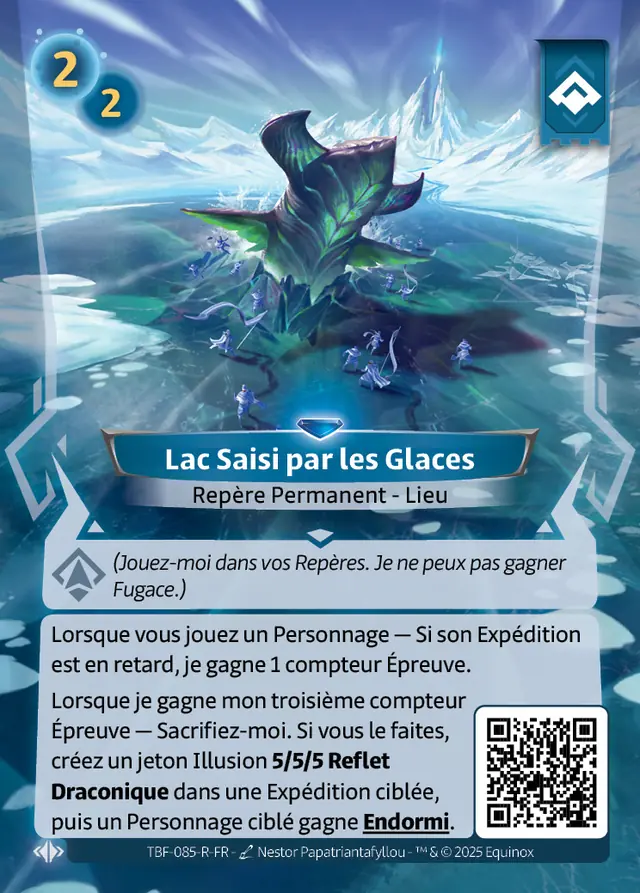 2
2
Lac Saisi par les Glaces
Repère Permanent - Lieu
(Jouez-moi dans vos Repères. Je ne peux pas gagner
Fugace.)
Lorsque vous jouez un Personnage — Si son Expédition
est en retard, je gagne 1 compteur Épreuve.
Lorsque je gagne mon troisième compteur
Épreuve — Sacrifiez-moi. Si vous le faites,
créez un jeton Illusion 5/5/5 Reflet
Draconique dans une Expédition ciblée,
puis un Personnage ciblé gagne Endormi.
TBF-085-R-FR - Nestor Papatriantafyllou - ™ & © 2025 Equinox